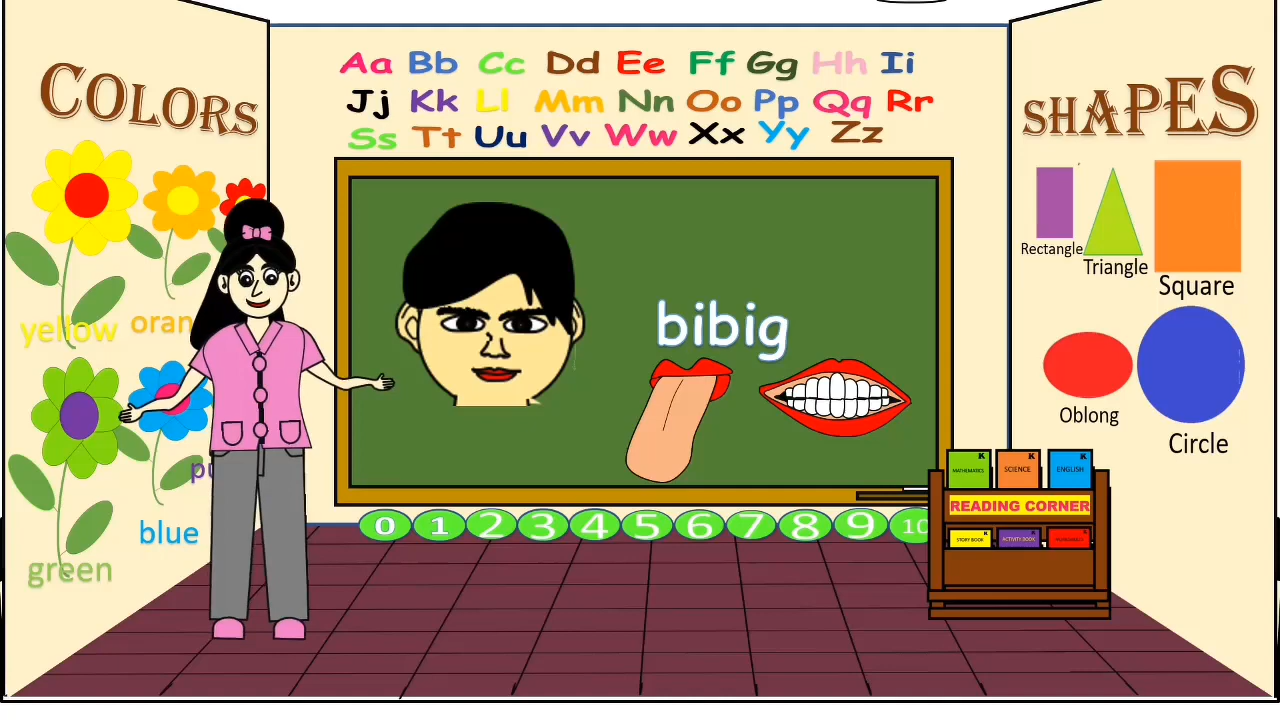 COLORS
Aa Bb Cc Dd Ee Ff Gg Hh Ii
Jj Kk Ll Mm Nn Oo Pp Qq Rr
Ss Tt Uu Vv Ww Xx Yy Zz
SHAPES
Rectangle
Triangle
Square
yellow
oran
bibig
Oblong
Circle
pu
blue
green
0 1 2 3 4 5 6 7 8 9 10
K K K
MATHEMATICS SCIENCE ENGLISH
READING CORNER
STORY BOOK ACTIVITY BOOK